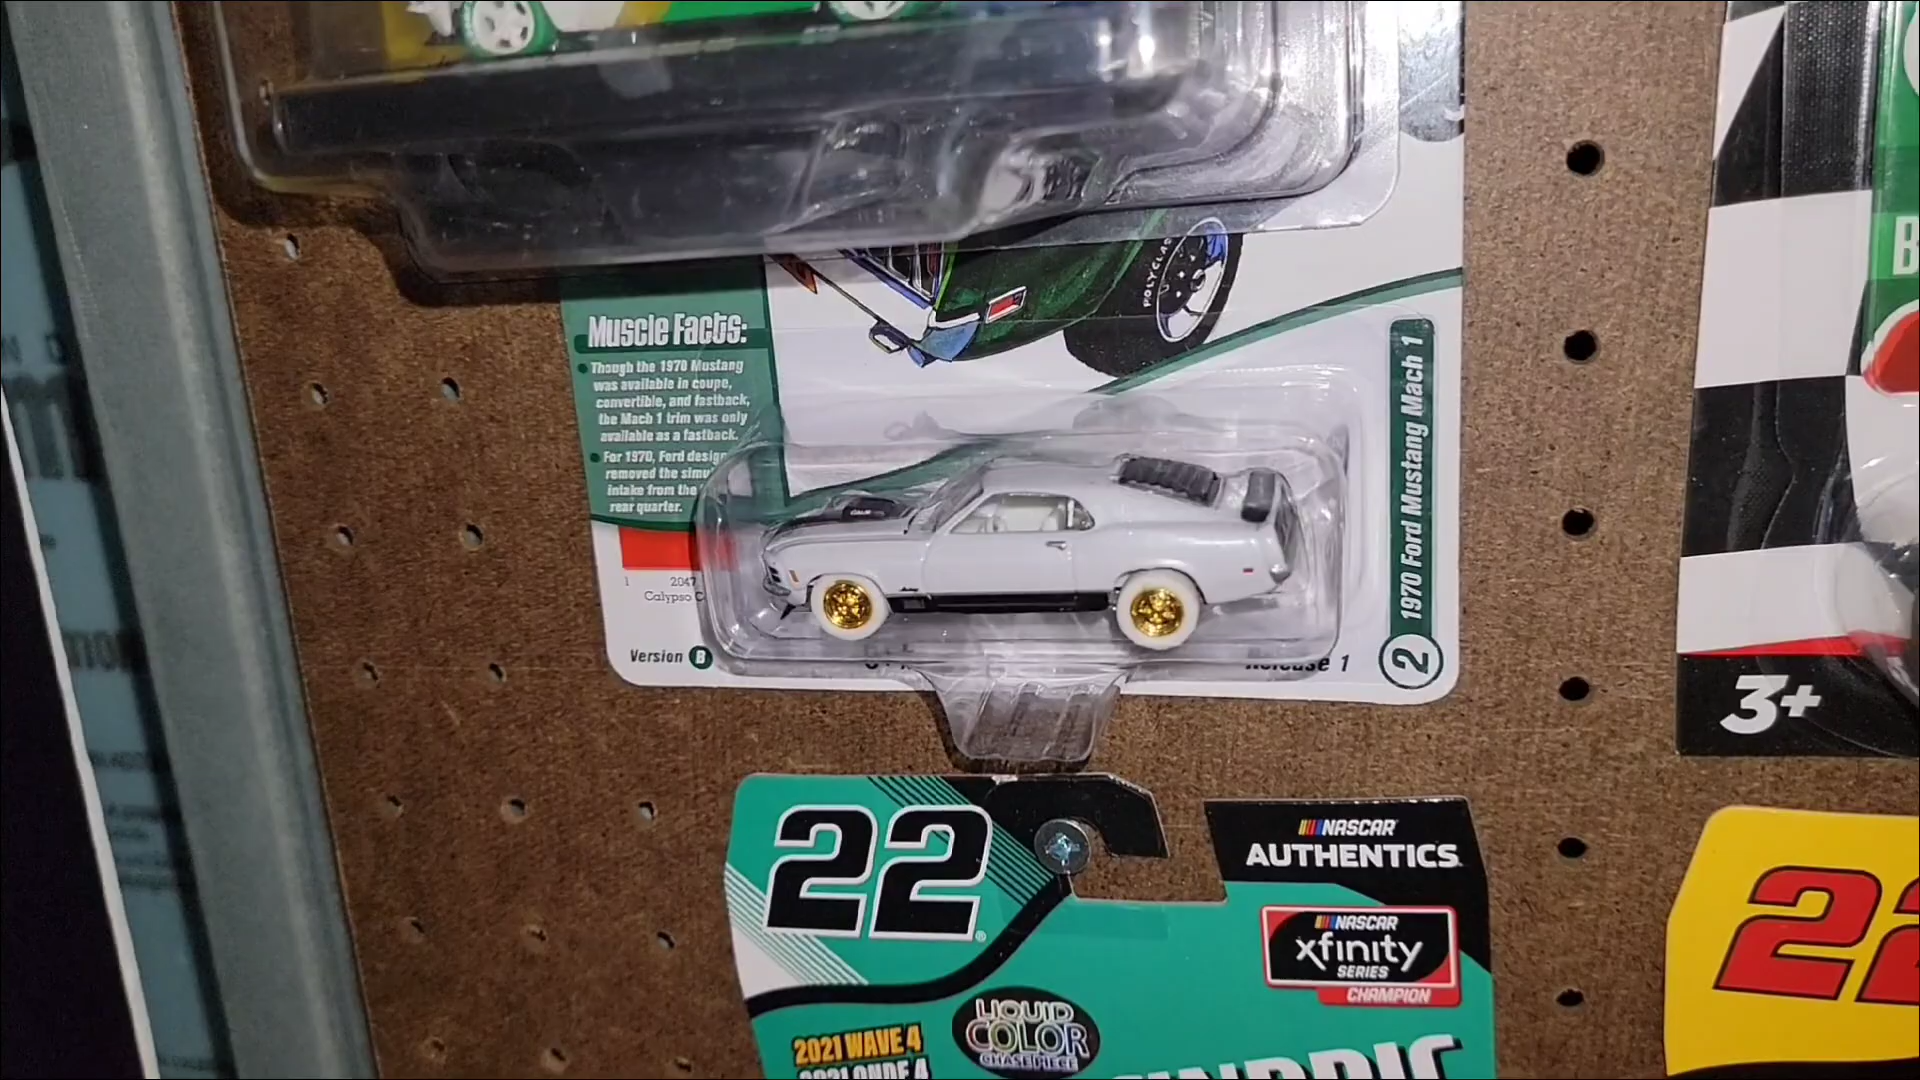 POLYGLAS
Muscle Facts:
Though the 1970 Mustang
was available in coupe,
convertible, and fastback,
the Mach 1 trim was only
available as a fastback.
For 1970, Ford
removed the
intake from the
rear quarter.
1
2047
Calypso
Version B
Release 1
1970 Ford Mustang Mach 1
2
B
3+
22
NASCAR
AUTHENTICS
NASCAR
xfinity
SERIES
CHAMPION
LIQUID
COLOR
CHASE PIECE
2021 WAVE 4
22